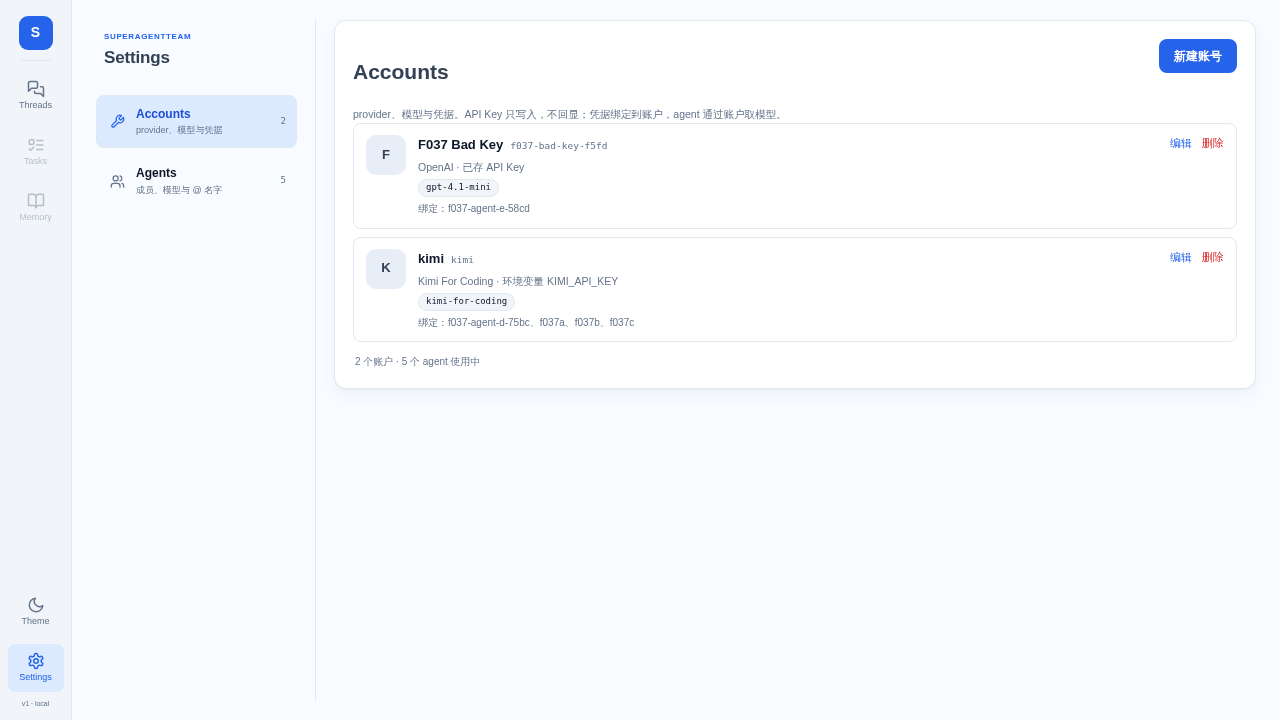 S
Threads
Tasks
Memory
Theme
Settings
v1 · local
SUPERAGENTTEAM
Settings
Accounts
provider、模型与凭据
2
Agents
成员、模型与 @ 名字
5
Accounts
新建账号
provider、模型与凭据。API Key 只写入，不回显；凭据绑定到账户，agent 通过账户取模型。
F
F037 Bad Key f037-bad-key-f5fd
编辑 删除
OpenAI · 已存 API Key
gpt-4.1-mini
绑定：f037-agent-e-58cd
K
kimi kimi
编辑 删除
Kimi For Coding · 环境变量 KIMI_API_KEY
kimi-for-coding
绑定：f037-agent-d-75bc、f037a、f037b、f037c
2 个账户 · 5 个 agent 使用中